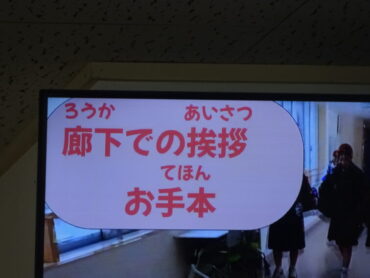 ろうか あいさつ
廊下での挨拶
てほん
お手本